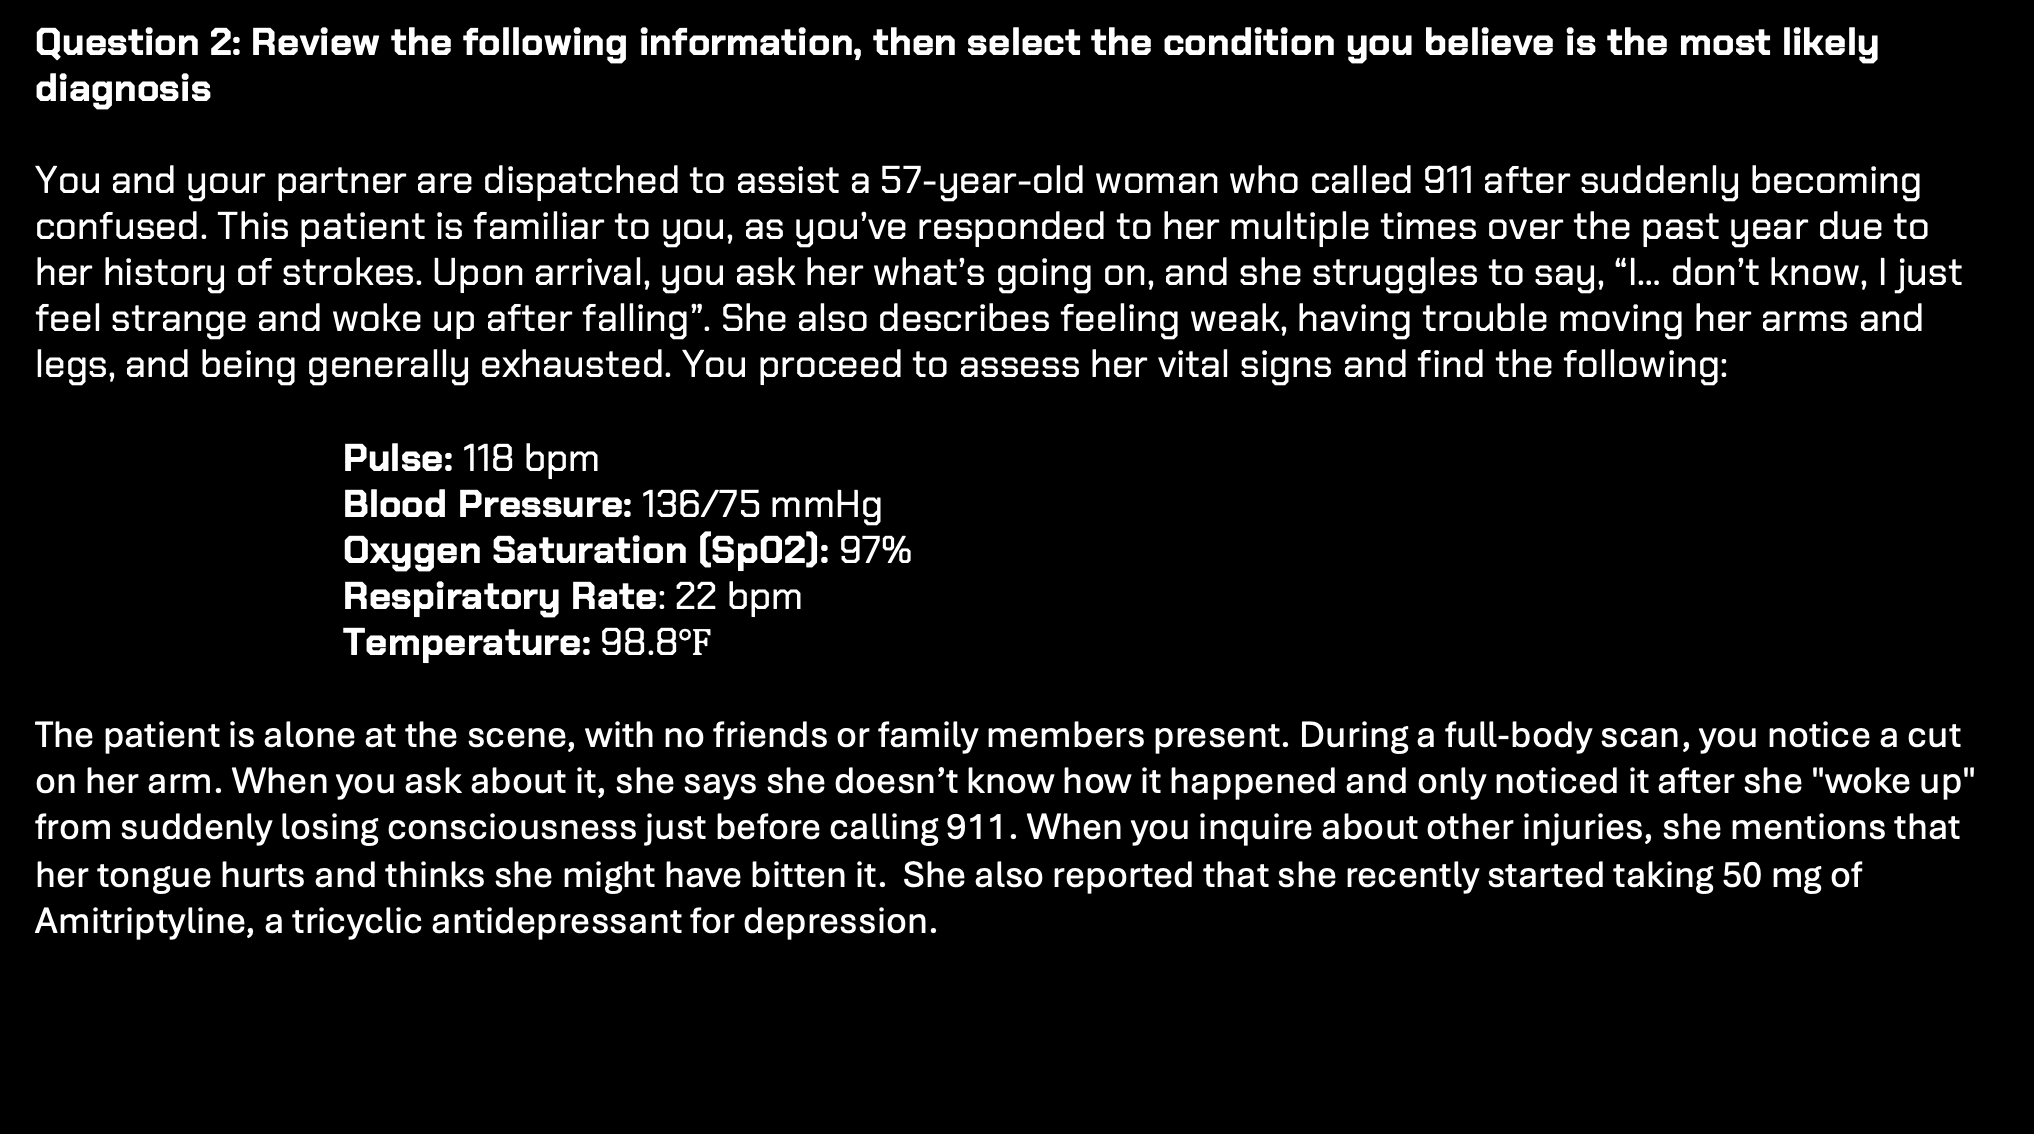 Question 2: Review the following information, then select the condition you believe is the most likely
diagnosis
You and your partner are dispatched to assist a 57-year-old woman who called 911 after suddenly becoming
confused. This patient is familiar to you, as you’ve responded to her multiple times over the past year due to
her history of strokes. Upon arrival, you ask her what’s going on, and she struggles to say, “I... don’t know, I just
feel strange and woke up after falling”. She also describes feeling weak, having trouble moving her arms and
legs, and being generally exhausted. You proceed to assess her vital signs and find the following:
Pulse: 118 bpm
Blood Pressure: 136/75 mmHg
Oxygen Saturation (SpO2): 97%
Respiratory Rate: 22 bpm
Temperature: 98.8°F
The patient is alone at the scene, with no friends or family members present. During a full-body scan, you notice a cut
on her arm. When you ask about it, she says she doesn’t know how it happened and only noticed it after she "woke up"
from suddenly losing consciousness just before calling 911. When you inquire about other injuries, she mentions that
her tongue hurts and thinks she might have bitten it.  She also reported that she recently started taking 50 mg of
Amitriptyline, a tricyclic antidepressant for depression.